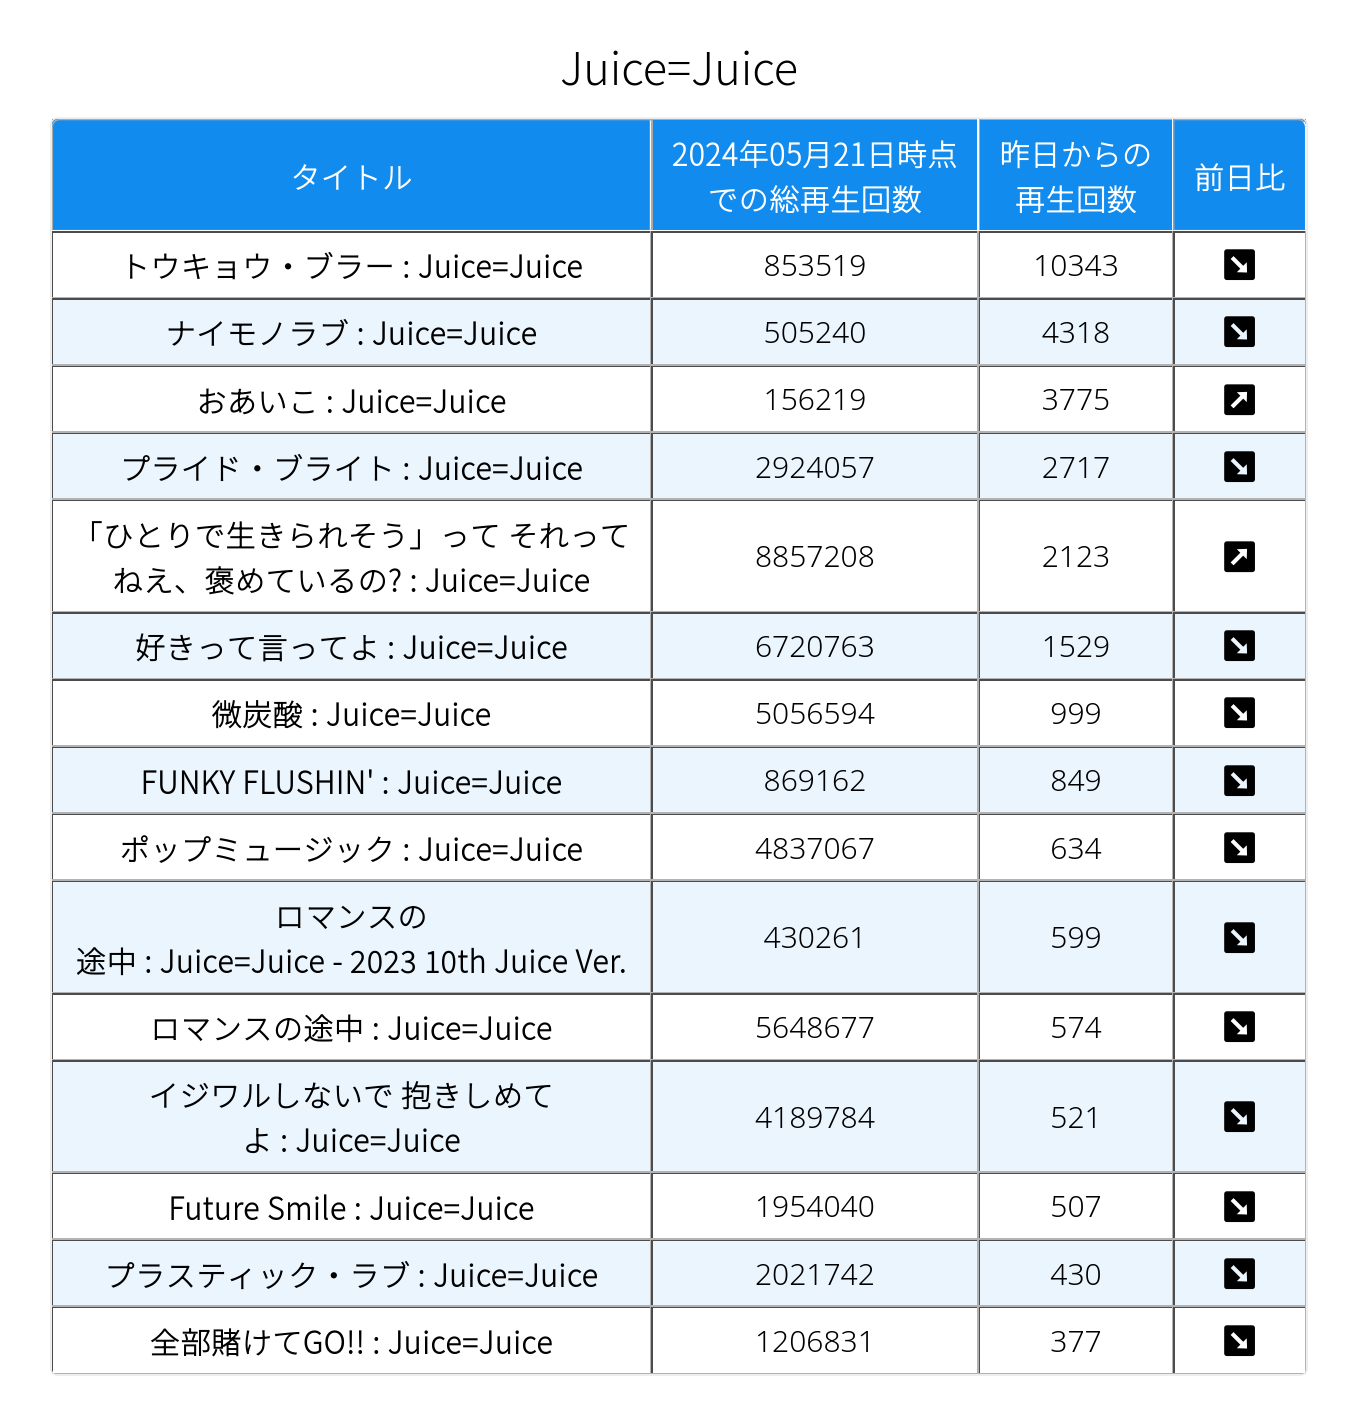 Juice=Juice
タイトル
2024年05月21日時点
での総再生回数
昨日からの
再生回数
前日比
トウキョウ・ブラー : Juice=Juice 853519 10343
ナイモノラブ : Juice=Juice 505240 4318
おあいこ : Juice=Juice 156219 3775
プライド・ブライト : Juice=Juice 2924057 2717
「ひとりで生きられそう」って それって
ねえ、褒めているの? : Juice=Juice
8857208 2123
好きって言ってよ : Juice=Juice 6720763 1529
微炭酸 : Juice=Juice 5056594 999
FUNKY FLUSHIN' : Juice=Juice 869162 849
ポップミュージック : Juice=Juice 4837067 634
ロマンスの
途中 : Juice=Juice - 2023 10th Juice Ver.
430261 599
ロマンスの途中 : Juice=Juice 5648677 574
イジワルしないで 抱きしめて
よ : Juice=Juice
4189784 521
Future Smile : Juice=Juice 1954040 507
プラスティック・ラブ : Juice=Juice 2021742 430
全部賭けてGO!! : Juice=Juice 1206831 377